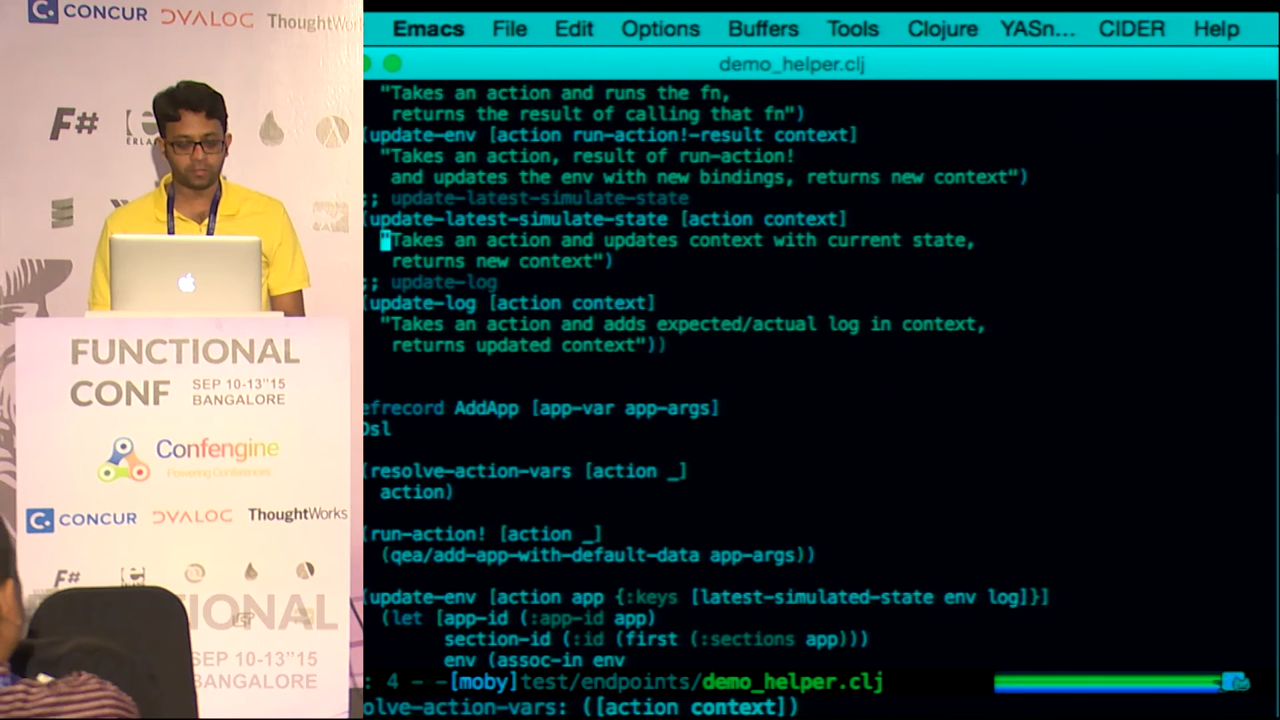 CONCUR DVALOC ThoughtWor
F#
ERLA
FUNCTIONAL
CONF SEP 10-13"15
BANGALORE
Confengine
Powering Conferences
CONCUR DVALOC ThoughtWorks
F#
TIONAL
SEP 10-13"15
BANGALORE
Emacs File Edit Options Buffers Tools Clojure YASn... CIDER Help
demo_helper.clj
"Takes an action and runs the fn,
returns the result of calling that fn")
(update-env [action run-action!-result context]
"Takes an action, result of run-action!
and updates the env with new bindings, returns new context")
;; update-latest-simulate-state
(update-latest-simulate-state [action context]
"Takes an action and updates context with current state,
returns new context")
;; update-log
(update-log [action context]
"Takes an action and adds expected/actual log in context,
returns updated context"))
efrecord AddApp [app-var app-args]
Dsl
(resolve-action-vars [action _]
action)
(run-action! [action _]
(qea/add-app-with-default-data app-args))
(update-env [action app {:keys [latest-simulated-state env log]}]
(let [app-id (:app-id app)
section-id (:id (first (:sections app)))
env (assoc-in env
: 4 - -[moby]test/endpoints/demo_helper.clj
olve-action-vars: ([action context])